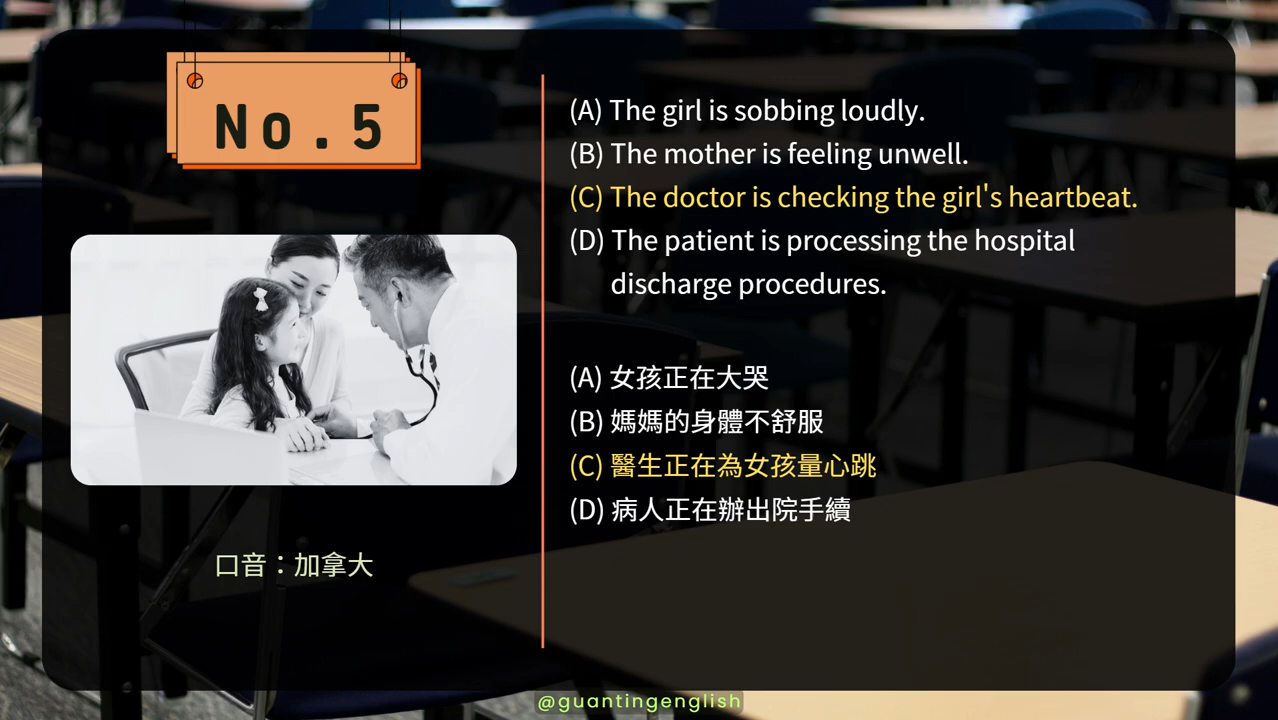 No.5
(A) The girl is sobbing loudly.
(B) The mother is feeling unwell.
(C) The doctor is checking the girl's heartbeat.
(D) The patient is processing the hospital
discharge procedures.
(A) 女孩正在大哭
(B) 媽媽的身體不舒服
(C) 醫生正在為女孩量心跳
(D) 病人正在辦出院手續
口音：加拿大
@guantingenglish